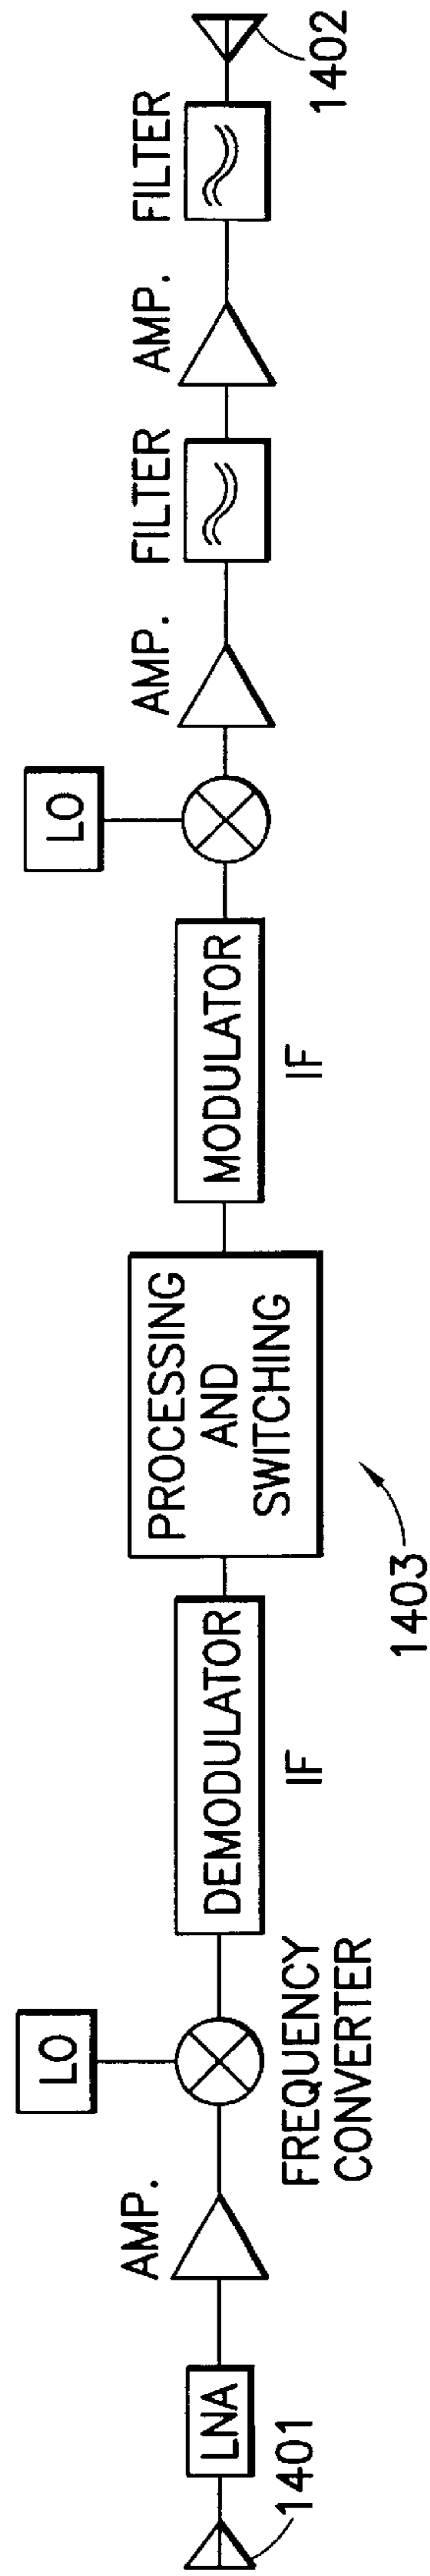 1401
LNA
AMP.
LO
FREQUENCY
CONVERTER
DEMODULATOR
IF
1403
PROCESSING
AND
SWITCHING
MODULATOR
IF
LO
AMP.
FILTER
AMP.
FILTER
1402